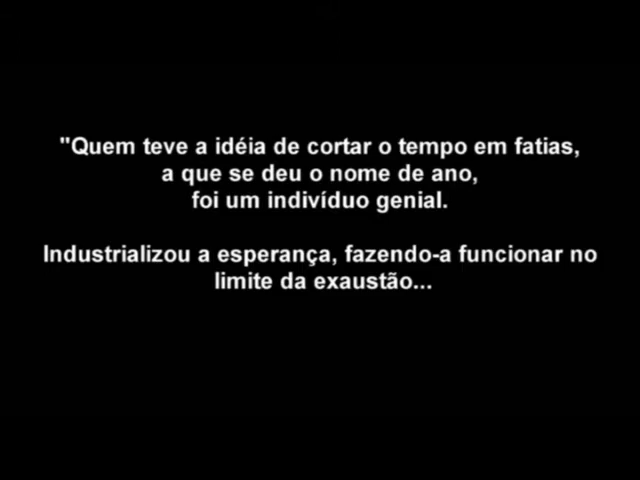 "Quem teve a idéia de cortar o tempo em fatias,
a que se deu o nome de ano,
foi um indivíduo genial.
Industrializou a esperança, fazendo-a funcionar no
limite da exaustão...